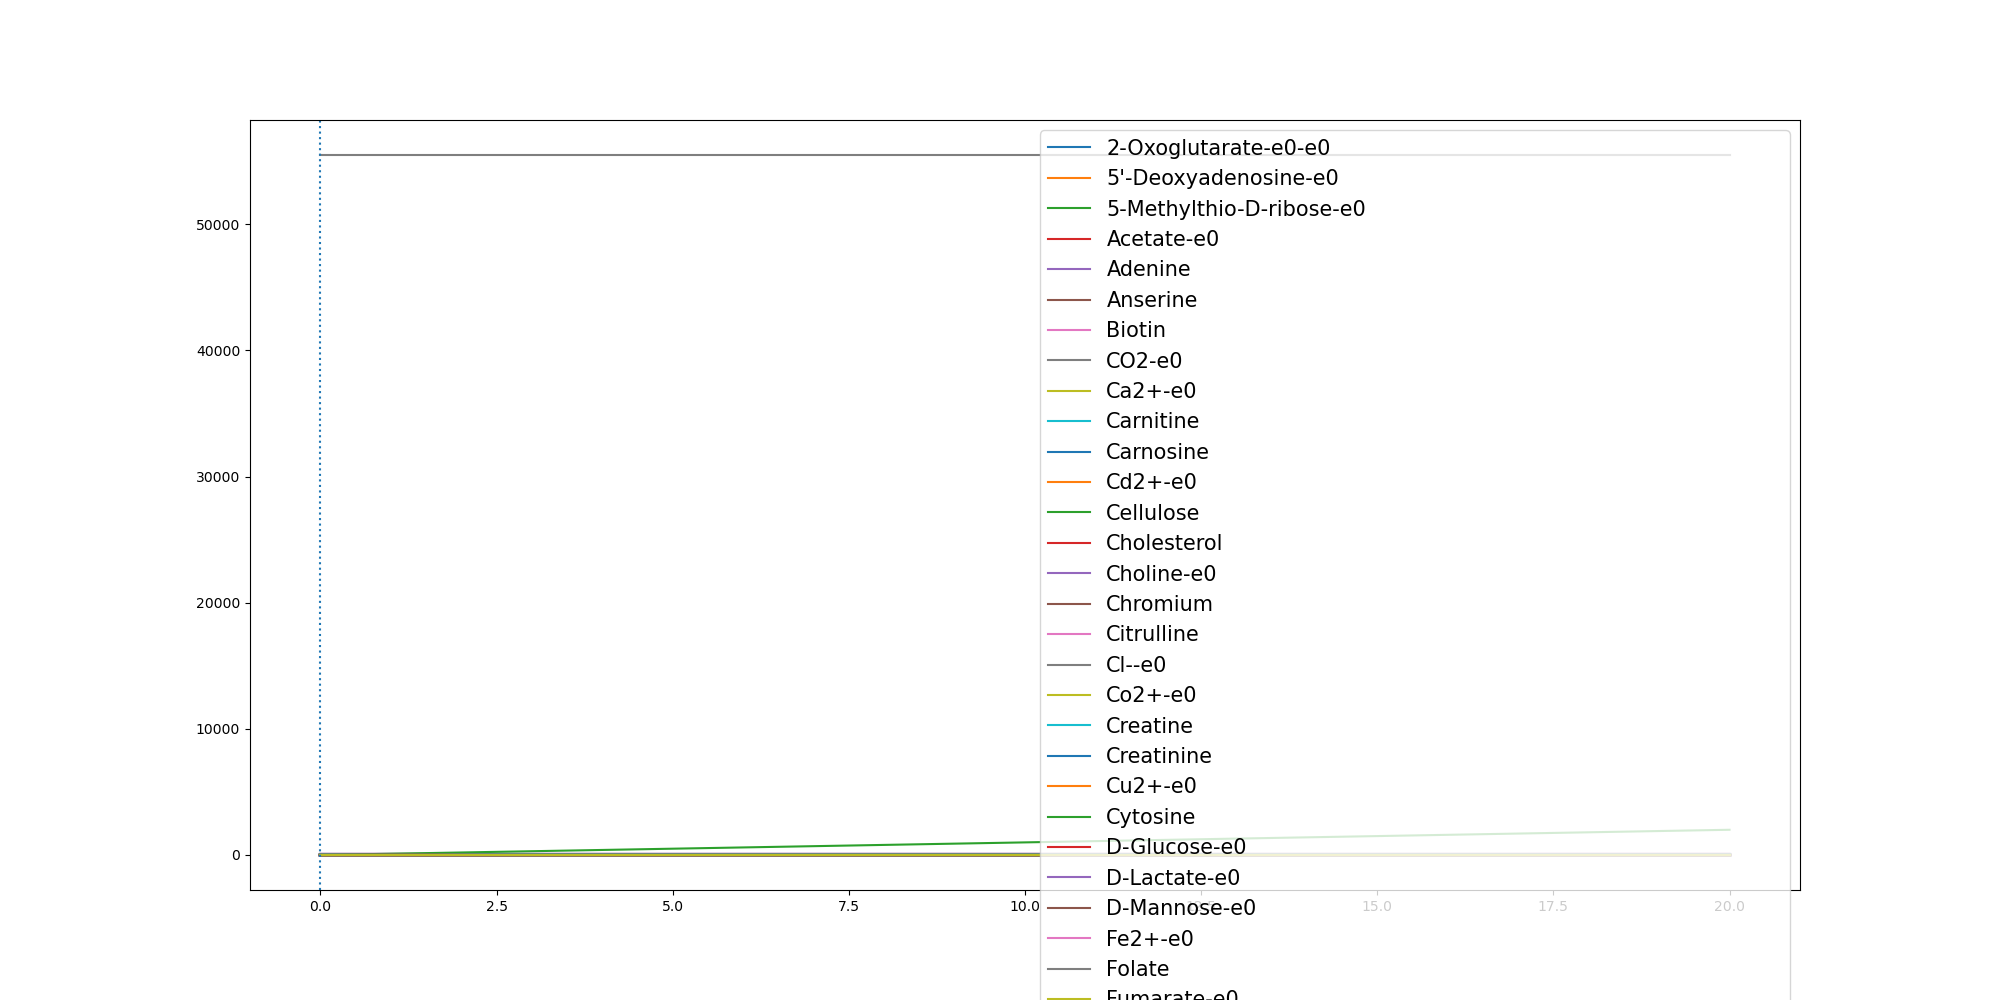 50000
40000
30000
20000
10000
0
0.0 2.5 5.0 7.5 10.0 15.0 17.5 20.0
2-Oxoglutarate-e0-e0
5'-Deoxyadenosine-e0
5-Methylthio-D-ribose-e0
Acetate-e0
Adenine
Anserine
Biotin
CO2-e0
Ca2+-e0
Carnitine
Carnosine
Cd2+-e0
Cellulose
Cholesterol
Choline-e0
Chromium
Citrulline
Cl--e0
Co2+-e0
Creatine
Creatinine
Cu2+-e0
Cytosine
D-Glucose-e0
D-Lactate-e0
D-Mannose-e0
Fe2+-e0
Folate
Fumarate-e0